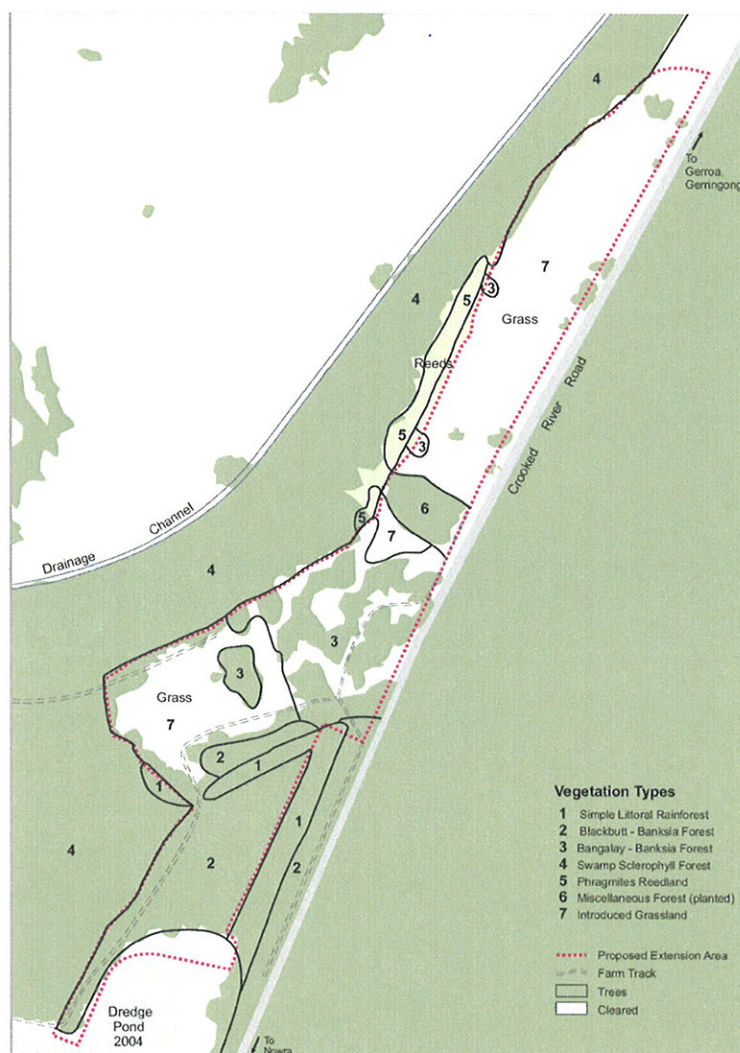 4
To
Gerroa,
Gerringong
7
Grass
4
5
3
Reeds
5
3
Crooked River Road
6
5
7
Drainage Channel
4
3
3
Grass
7
2
1
1
1
4
2
2
Dredge
Pond
2004
To
Nowra
Vegetation Types
1 Simple Littoral Rainforest
2 Blackbutt - Banksia Forest
3 Bangalay - Banksia Forest
4 Swamp Sclerophyll Forest
5 Phragmites Reedland
6 Miscellaneous Forest (planted)
7 Introduced Grassland
Proposed Extension Area
Farm Track
Trees
Cleared